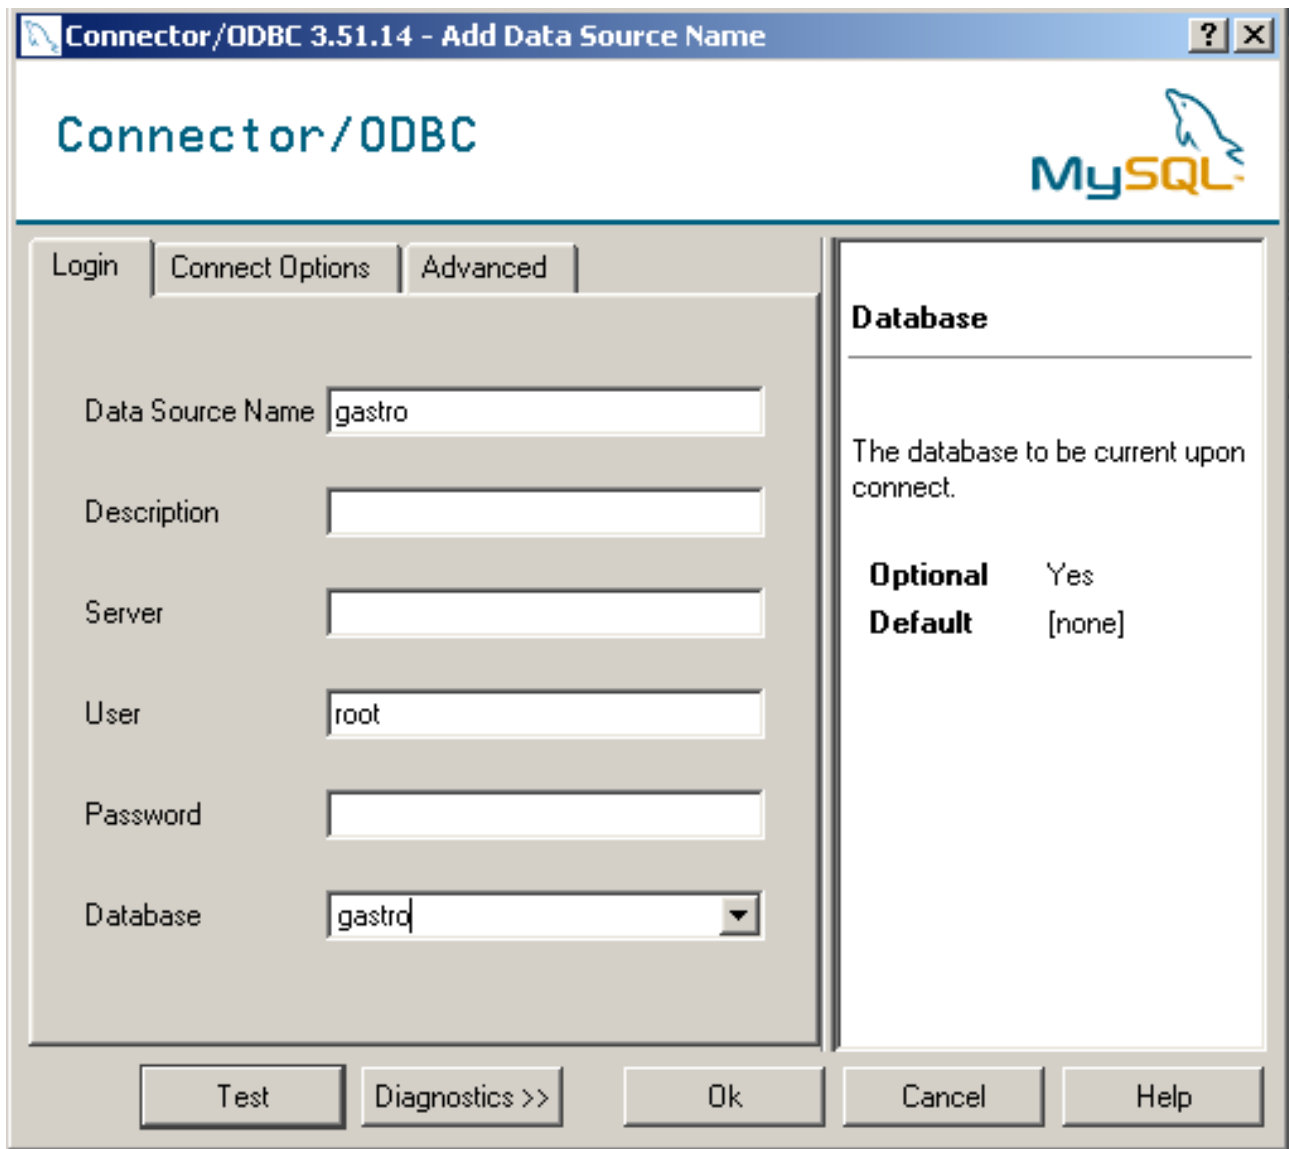 Connector/ODBC 3.51.14 - Add Data Source Name
Connector/ODBC
MySQL
Login
Connect Options
Advanced
Data Source Name gastro
Description
Server
User root
Password
Database gastro
Database
The database to be current upon
connect.
Optional Yes
Default [none]
Test
Diagnostics >>
Ok
Cancel
Help